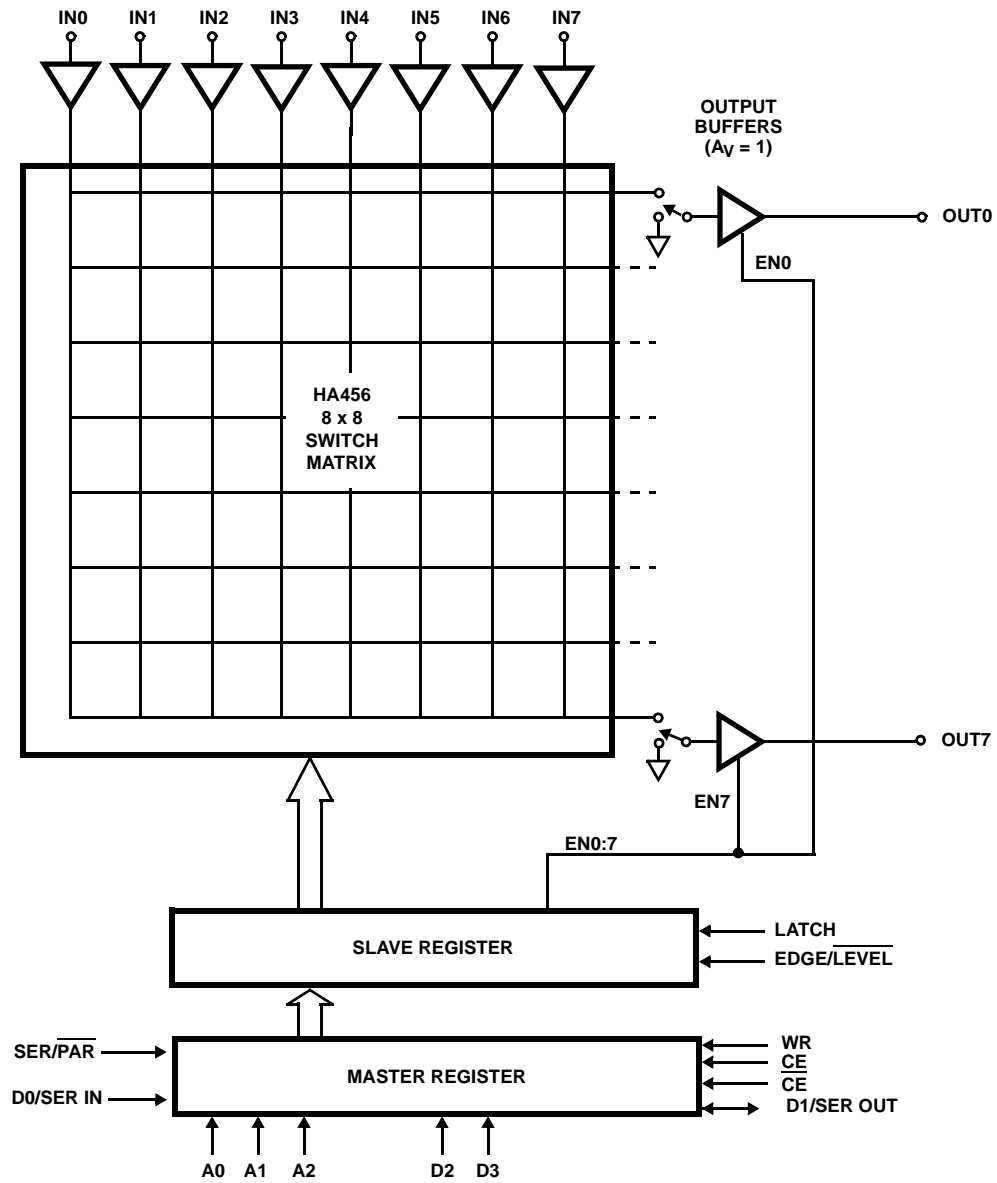 IN0 IN1 IN2 IN3 IN4 IN5 IN6 IN7
OUTPUT
BUFFERS
(AV = 1)
OUT0
EN0
HA456
8 x 8
SWITCH
MATRIX
OUT7
EN7
EN0:7
SLAVE REGISTER
LATCH
EDGE/LEVEL
SER/PAR
D0/SER IN
MASTER REGISTER
WR
CE
CE
D1/SER OUT
A0 A1 A2 D2 D3